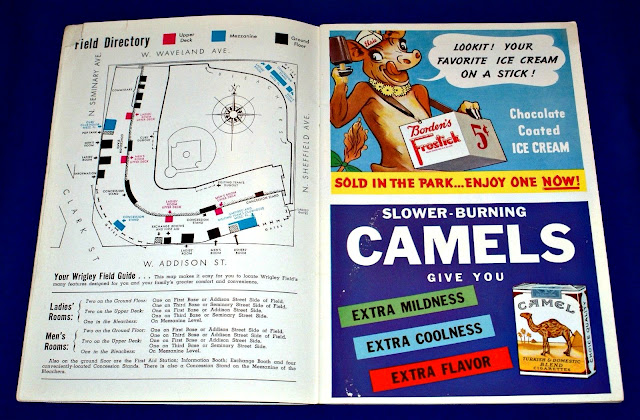 rield Directory
Upper Deck
Mezzanine
Ground Floor
W. WAVELAND AVE.
N. SEMINARY AVE.
N. SHEFFIELD AVE.
CLARK ST.
W. ADDISON ST.
Your Wrigley Field Guide . . . This map makes it easy for you to locate Wrigley Field's
many features designed for you and your family's greater comfort and convenience.
Ladies' Rooms:
Two on the Ground Floor: One on First Base or Addison Street Side of Field.
One on Third Base or Seminary Street Side.
Two on the Upper Deck: One on First Base or Addison Street Side of Field.
One on Third Base or Seminary Street Side.
One in the Bleachers: On Mezzanine Level.
Men's Rooms:
Two on the Ground Floor: One on First Base or Addison Street Side.
One on Third Base or Seminary Street Side.
Two on the Upper Deck: One on First Base or Addison Street Side of Field.
One on Third Base or Seminary Street Side.
One in the Bleachers: On Mezzanine Level.
Also on the ground floor are the First Aid Station; Information Booth; Exchange Booth and four
conveniently-located Concession Stands. There is also a Concession Stand on the Mezzanine of the
Bleachers.
Elsie
LOOKIT! YOUR
FAVORITE ICE CREAM
ON A STICK!
Borden's
Frostick
5¢
Chocolate
Coated
ICE CREAM
SOLD IN THE PARK...ENJOY ONE NOW!
SLOWER-BURNING
CAMELS
GIVE YOU
EXTRA MILDNESS
EXTRA COOLNESS
EXTRA FLAVOR
CAMEL
TURKISH & DOMESTIC
BLEND
CIGARETTES
CHOICE QUALITY